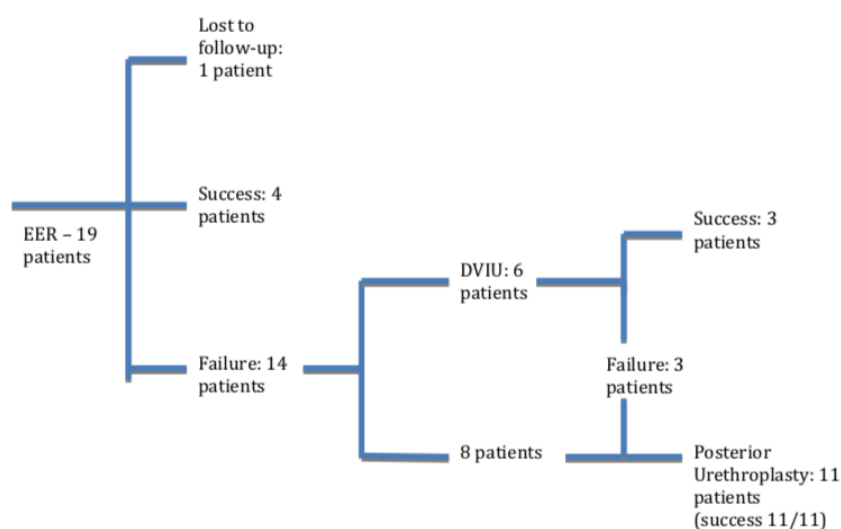 Lost to
follow-up:
1 patient
Success: 4
patients
EER – 19
patients
Failure: 14
patients
DVIU: 6
patients
8 patients
Success: 3
patients
Failure: 3
patients
Posterior
Urethroplasty: 11
patients
(success 11/11)